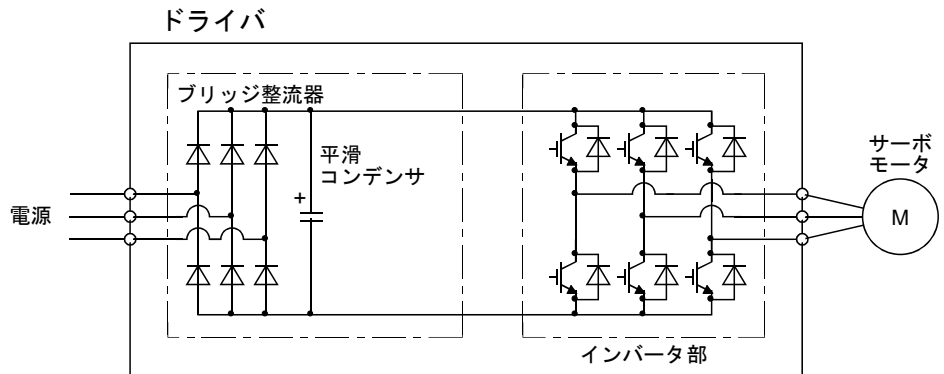 ドライバ
ブリッジ整流器
平滑
コンデンサ
+
電源
サーボ
モータ
M
インバータ部